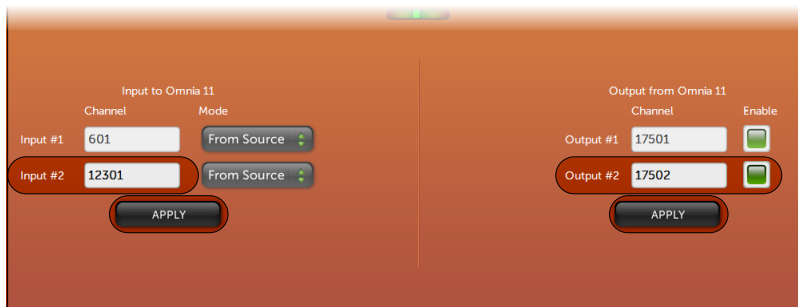 Input to Omnia 11
Channel Mode
Input #1 601 From Source
Input #2 12301 From Source
APPLY
Output from Omnia 11
Channel Enable
Output #1 17501
Output #2 17502
APPLY